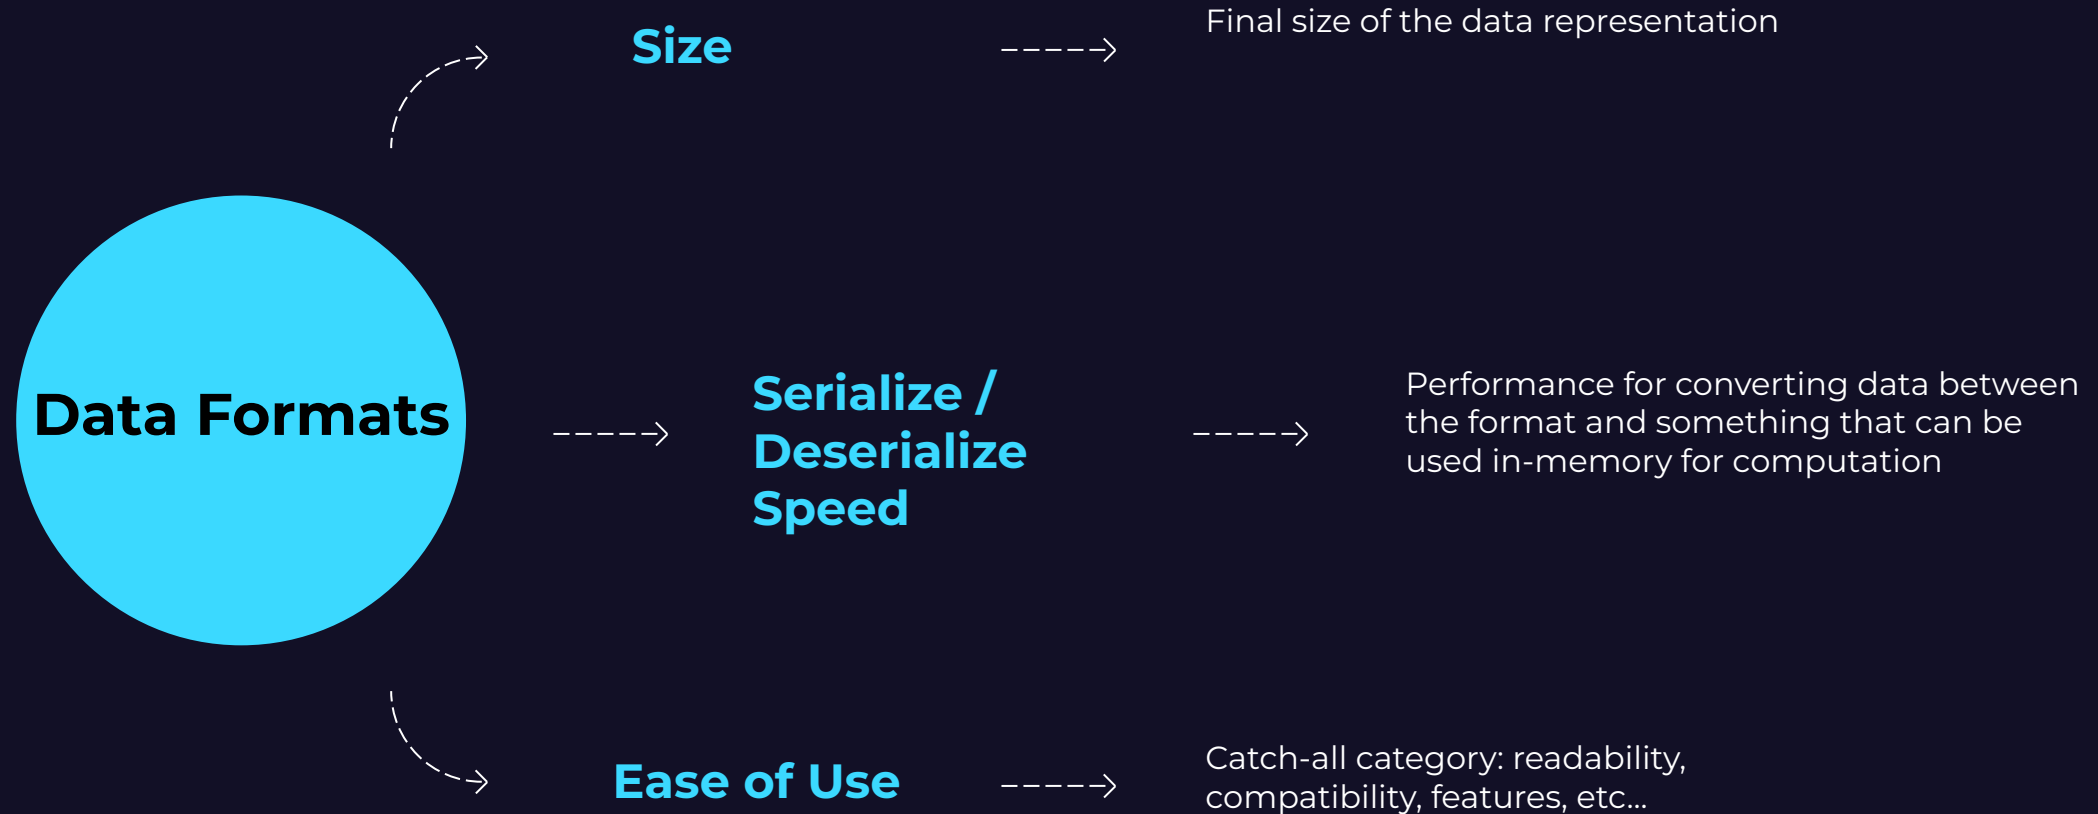 Size
Final size of the data representation
Data Formats
Serialize /
Deserialize
Speed
Performance for converting data between
the format and something that can be
used in-memory for computation
Ease of Use
Catch-all category: readability,
compatibility, features, etc...